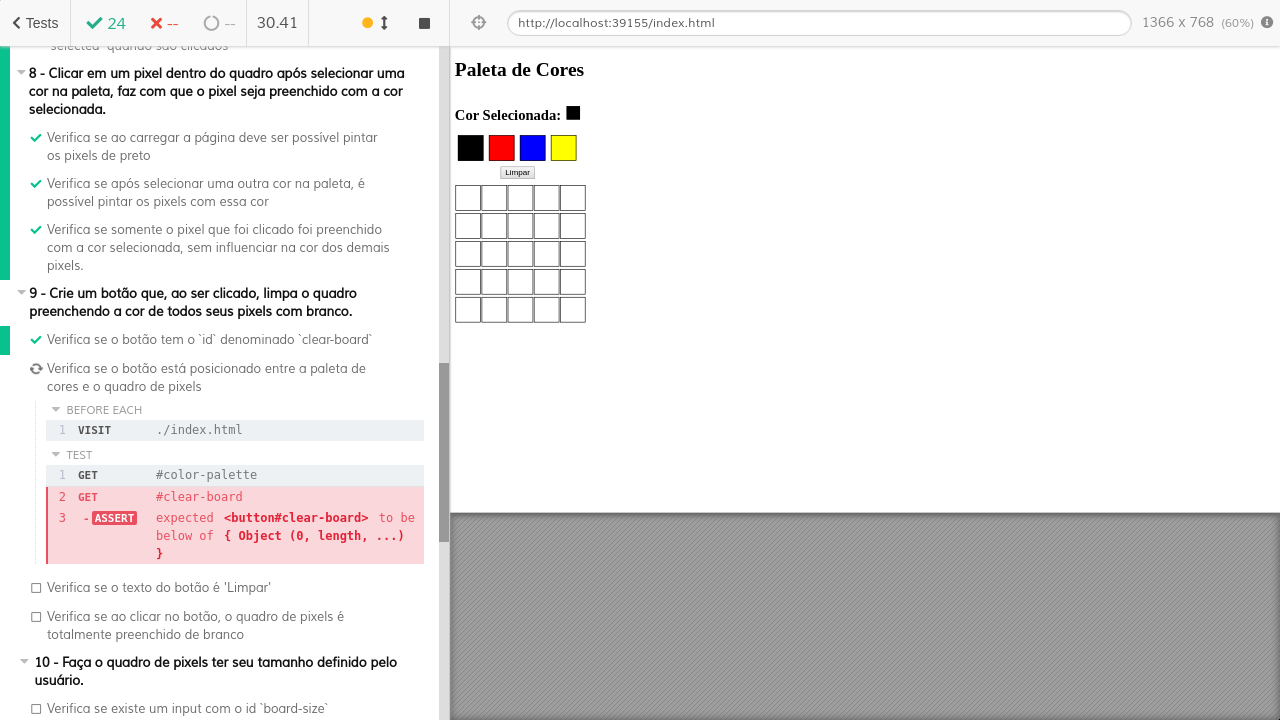 Tests
24
--
--
30.41
http://localhost:39155/index.html
1366 x 768 (60%)
selected' quando são clicados
8 - Clicar em um pixel dentro do quadro após selecionar uma
cor na paleta, faz com que o pixel seja preenchido com a cor
selecionada.
Verifica se ao carregar a página deve ser possível pintar
os pixels de preto
Verifica se após selecionar uma outra cor na paleta, é
possível pintar os pixels com essa cor
Verifica se somente o pixel que foi clicado foi preenchido
com a cor selecionada, sem influenciar na cor dos demais
pixels.
9 - Crie um botão que, ao ser clicado, limpa o quadro
preenchendo a cor de todos seus pixels com branco.
Verifica se o botão tem o `id` denominado `clear-board`
Verifica se o botão está posicionado entre a paleta de
cores e o quadro de pixels
BEFORE EACH
1 VISIT ./index.html
TEST
1 GET #color-palette
2 GET #clear-board
3 - ASSERT expected <button#clear-board> to be
below of { Object (0, length, ...)
}
Verifica se o texto do botão é 'Limpar'
Verifica se ao clicar no botão, o quadro de pixels é
totalmente preenchido de branco
10 - Faça o quadro de pixels ter seu tamanho definido pelo
usuário.
Verifica se existe um input com o id `board-size`
Paleta de Cores
Cor Selecionada:
Limpar